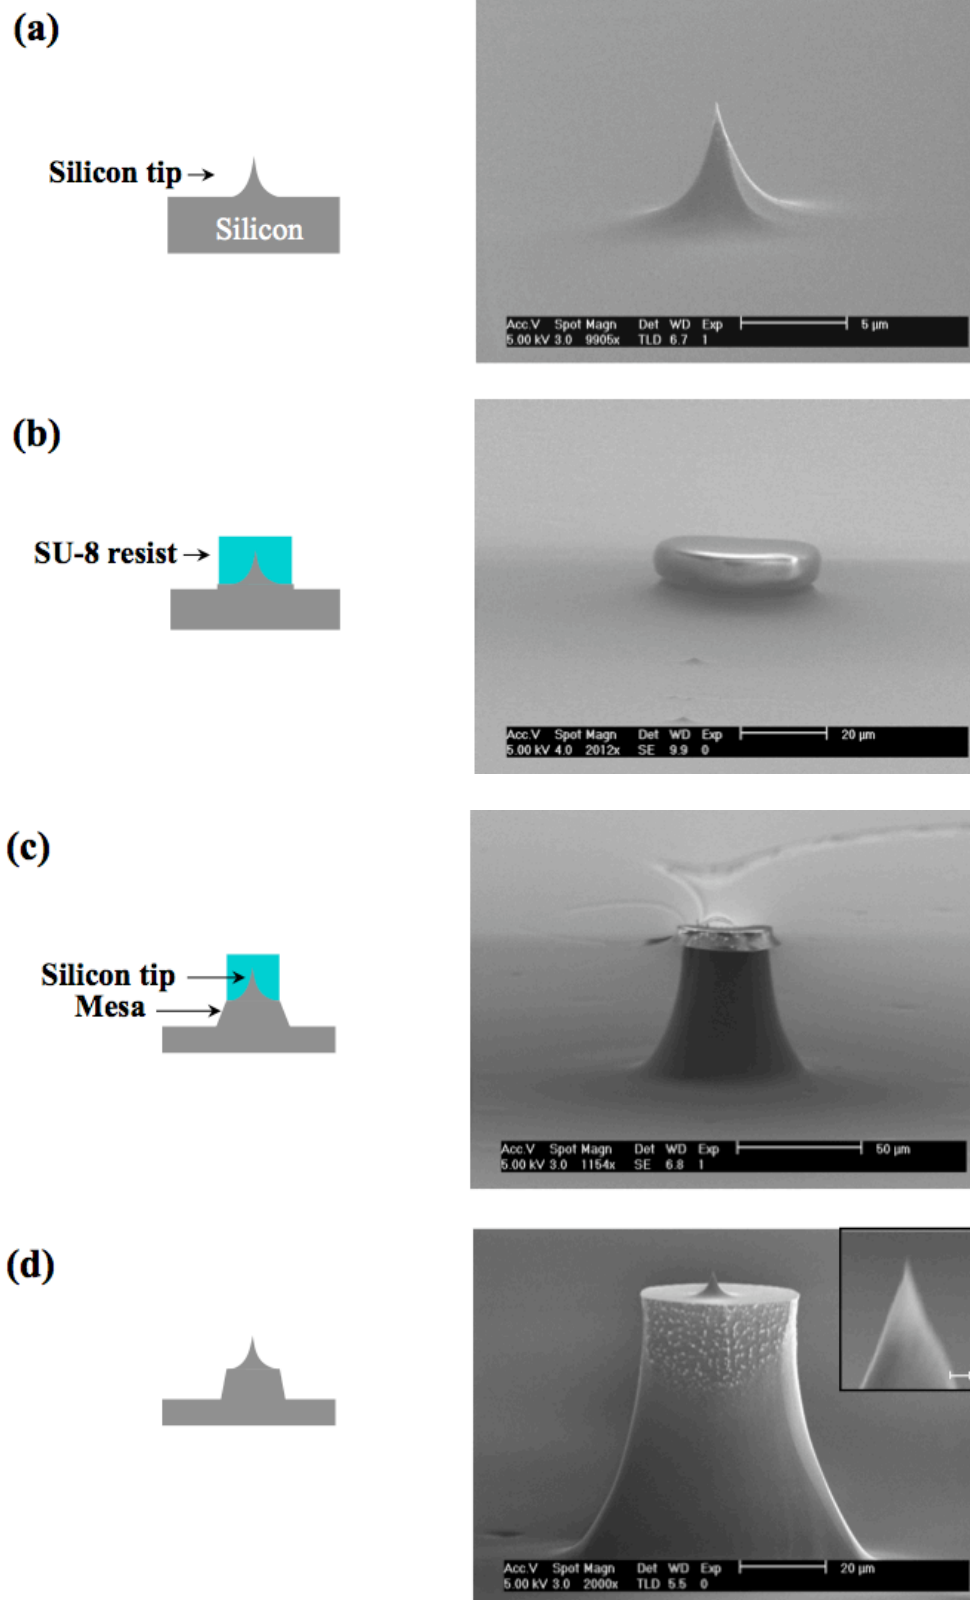 (a)
Silicon tip
Silicon
Acc.V Spot Magn Det WD Exp 5 µm
5.00 kV 3.0 9905x TLD 6.7 1
(b)
SU-8 resist
Acc.V Spot Magn Det WD Exp 20 µm
5.00 kV 4.0 2012x SE 9.9 0
(c)
Silicon tip
Mesa
Acc.V Spot Magn Det WD Exp 50 µm
5.00 kV 3.0 1154x SE 6.8 1
(d)
Acc.V Spot Magn Det WD Exp 20 µm
5.00 kV 3.0 2000x TLD 5.5 0